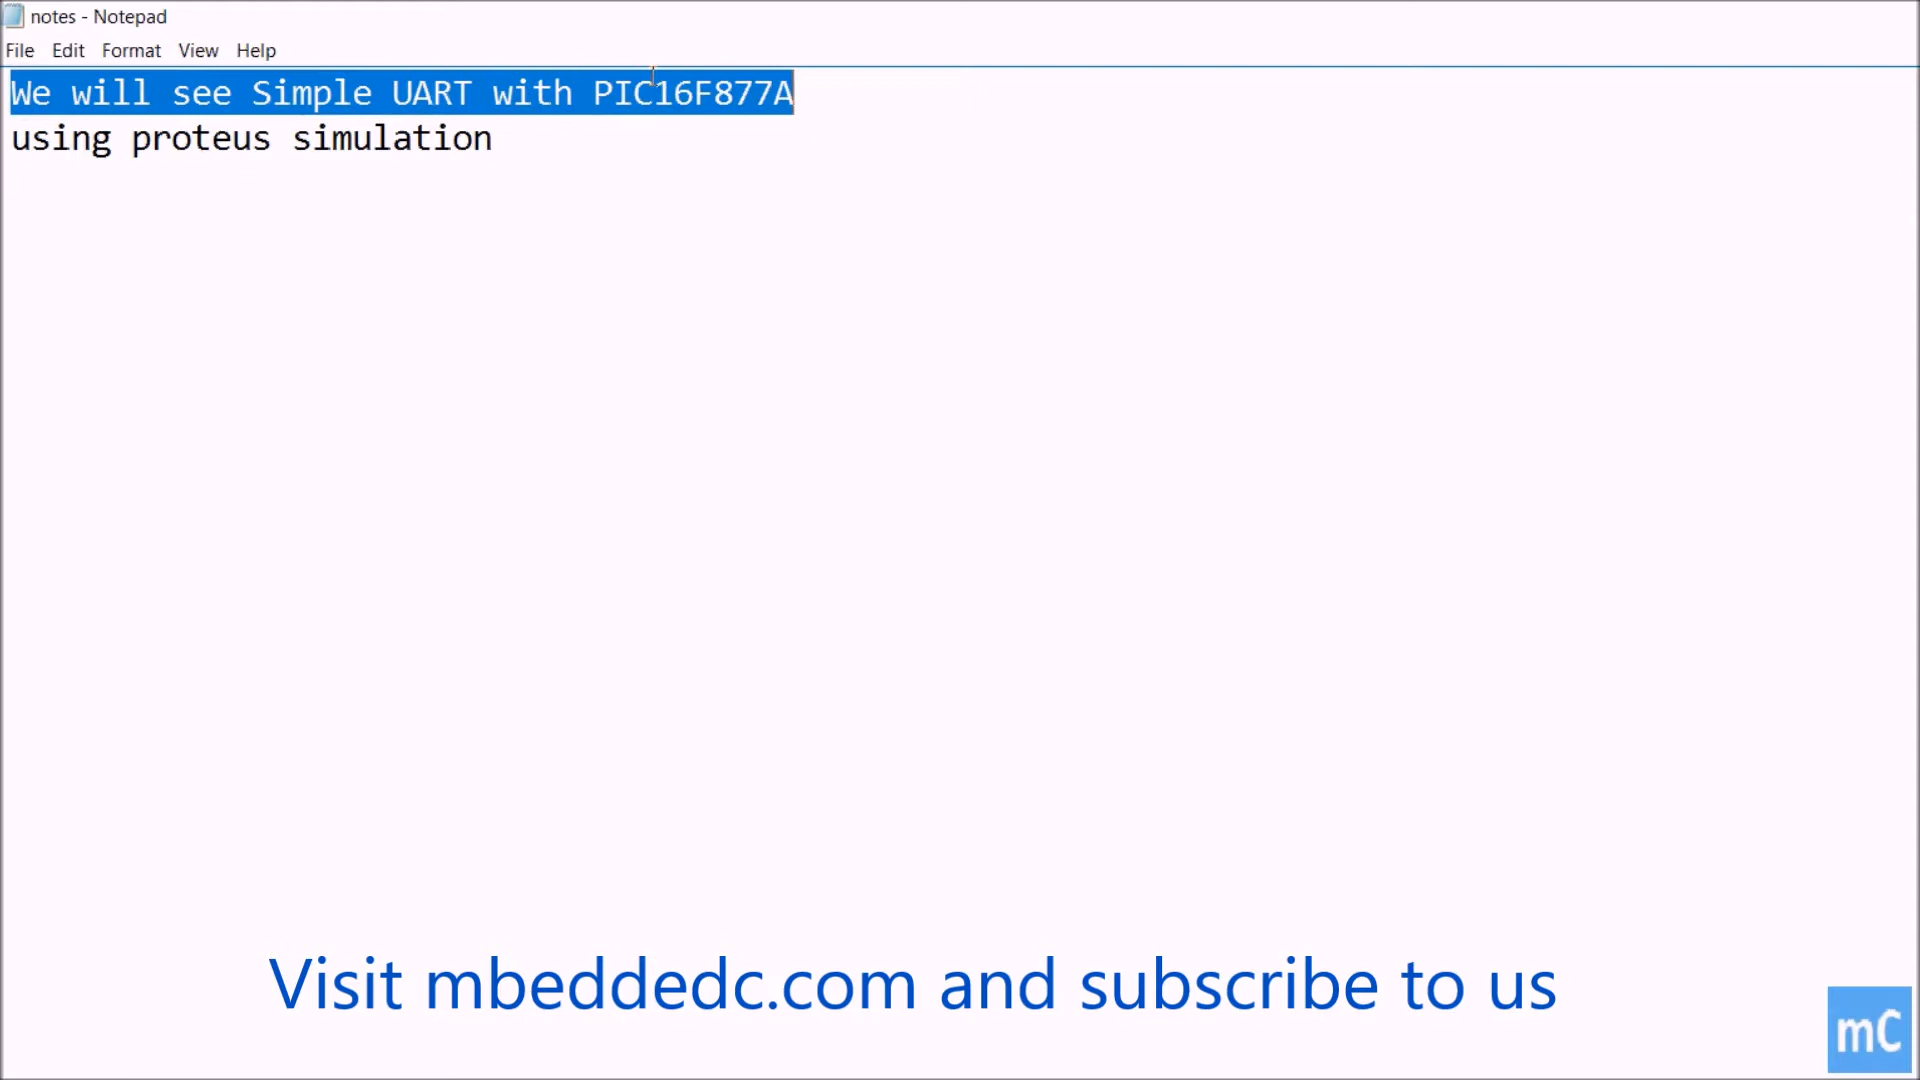 notes - Notepad
File Edit Format View Help
We will see Simple UART with PIC16F877A
using proteus simulation
Visit mbeddedc.com and subscribe to us
mC